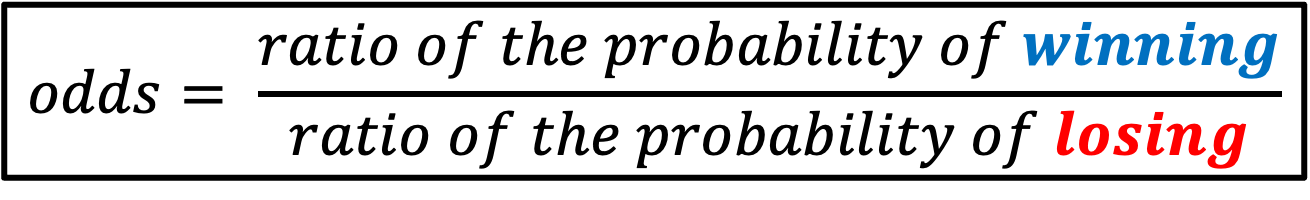 odds = ratio of the probability of winning
ratio of the probability of losing